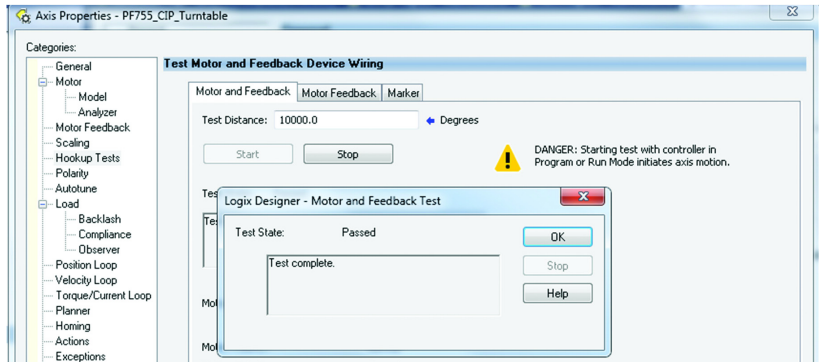 Axis Properties - PF755_CIP_Turntable
Categories:
General
Motor
Model
Analyzer
Motor Feedback
Scaling
Hookup Tests
Polarity
Autotune
Load
Backlash
Compliance
Observer
Position Loop
Velocity Loop
Torque/Current Loop
Planner
Homing
Actions
Exceptions
Test Motor and Feedback Device Wiring
Motor and Feedback Motor Feedback Marker
Test Distance: 10000.0 Degrees
Start Stop
DANGER: Starting test with controller in
Program or Run Mode initiates axis motion.
Logix Designer - Motor and Feedback Test
Test State: Passed
Test complete.
OK
Stop
Help